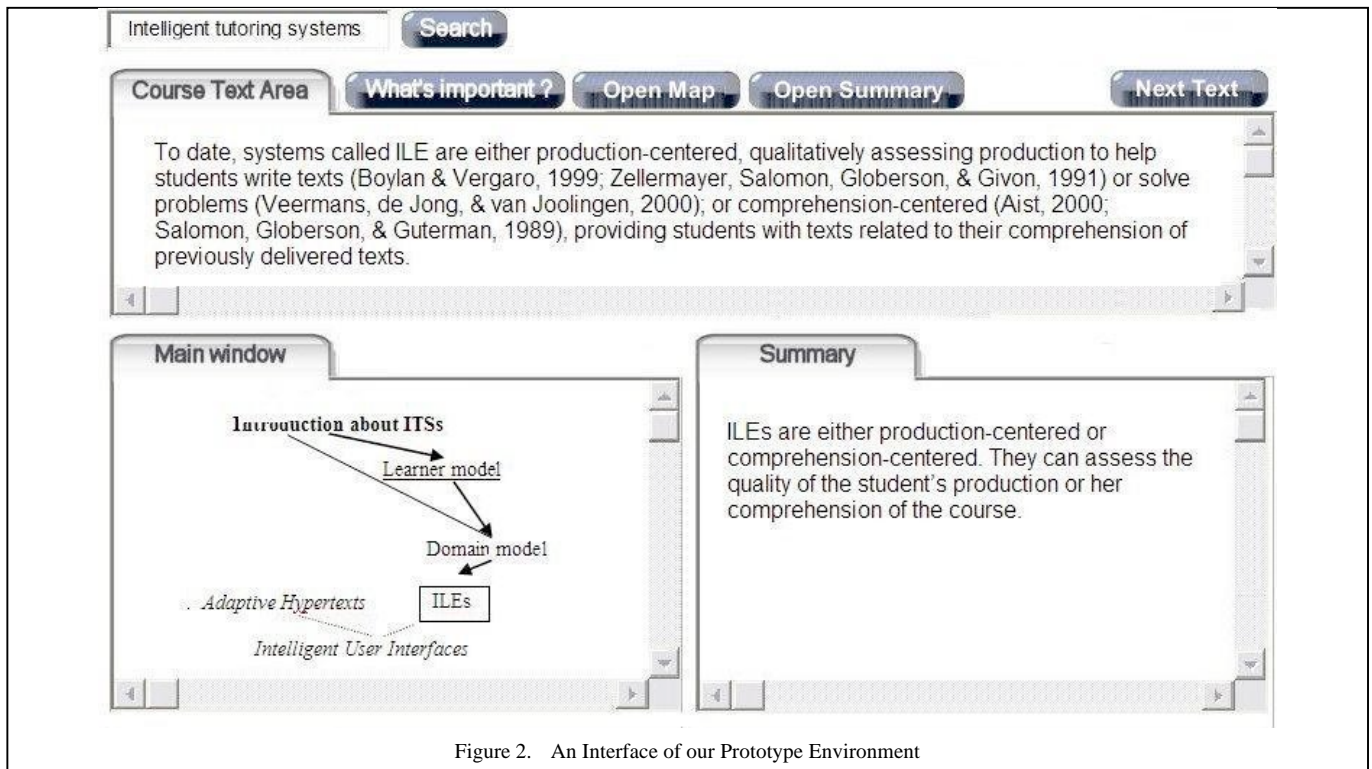 Intelligent tutoring systems Search
Course Text Area What's important ? Open Map Open Summary Next Text
To date, systems called ILE are either production-centered, qualitatively assessing production to help
students write texts (Boylan & Vergaro, 1999; Zellermayer, Salomon, Globerson, & Givon, 1991) or solve
problems (Veermans, de Jong, & van Joolingen, 2000); or comprehension-centered (Aist, 2000;
Salomon, Globerson, & Guterman, 1989), providing students with texts related to their comprehension of
previously delivered texts.
Main window
Introduction about ITSs
Learner model
Domain model
. Adaptive Hypertexts ILEs
Intelligent User Interfaces
Summary
ILEs are either production-centered or
comprehension-centered. They can assess the
quality of the student's production or her
comprehension of the course.
Figure 2. An Interface of our Prototype Environment